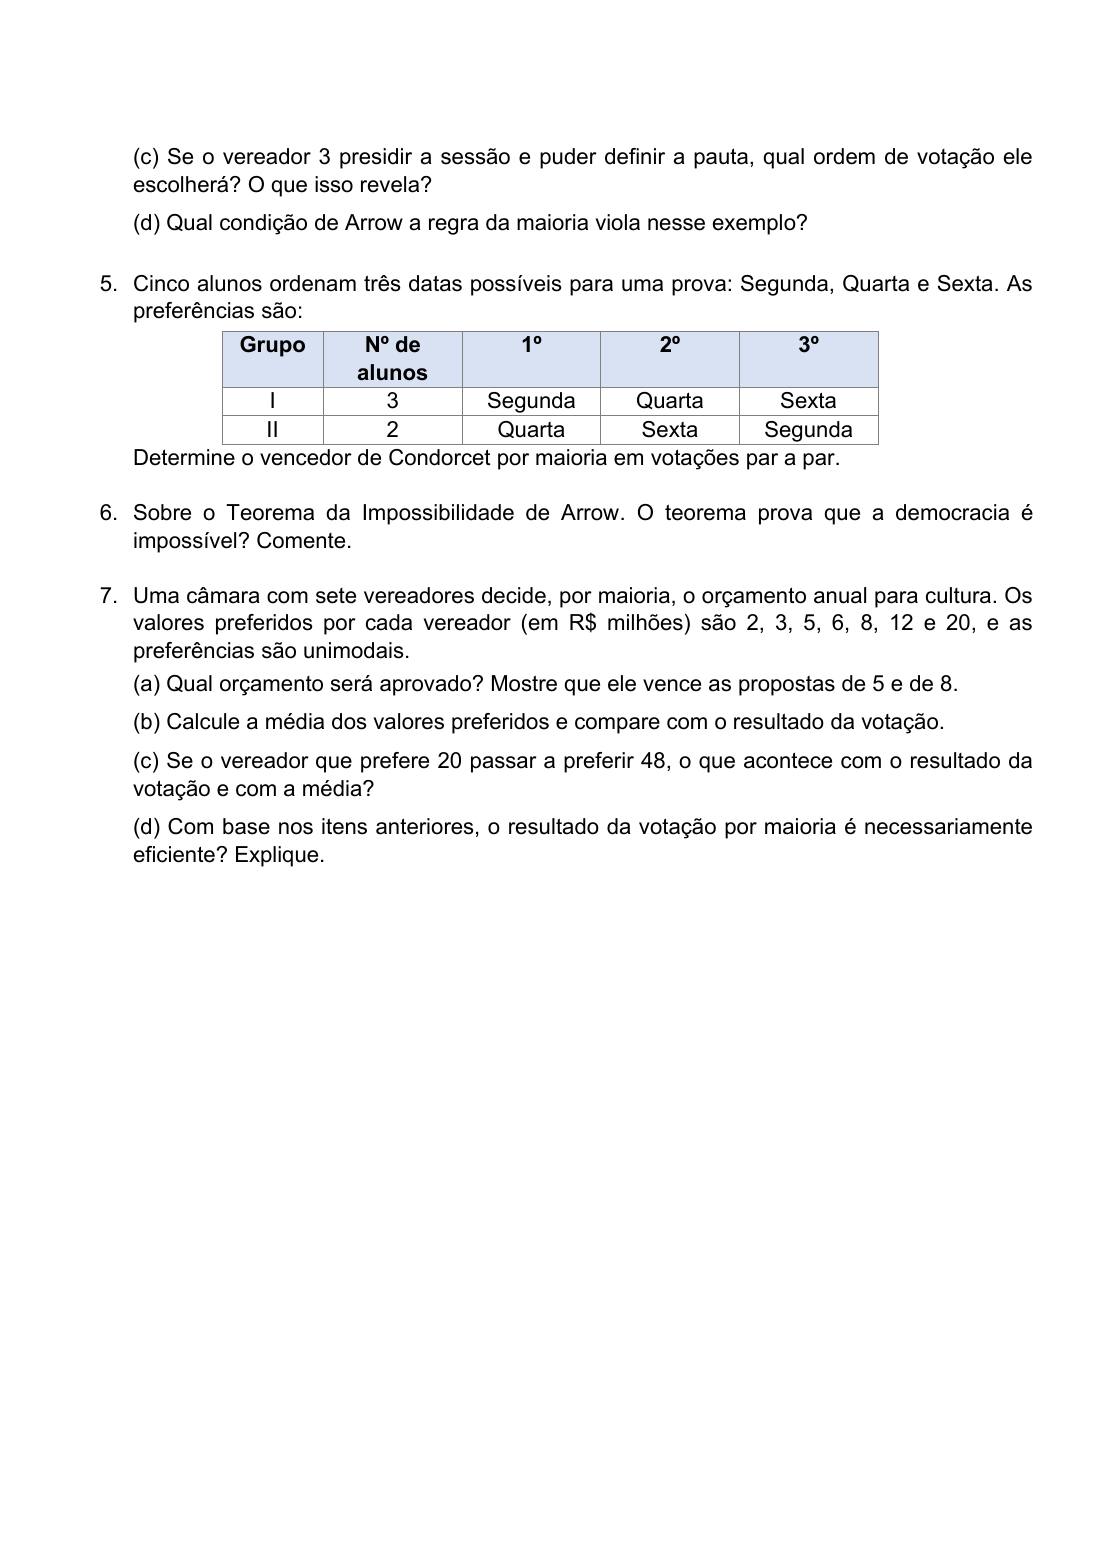 (c) Se o vereador 3 presidir a sessão e puder definir a pauta, qual ordem de votação ele
escolherá? O que isso revela?
(d) Qual condição de Arrow a regra da maioria viola nesse exemplo?
5. Cinco alunos ordenam três datas possíveis para uma prova: Segunda, Quarta e Sexta. As
preferências são:
Grupo Nº de alunos 1º 2º 3º
I 3 Segunda Quarta Sexta
II 2 Quarta Sexta Segunda
Determine o vencedor de Condorcet por maioria em votações par a par.
6. Sobre o Teorema da Impossibilidade de Arrow. O teorema prova que a democracia é
impossível? Comente.
7. Uma câmara com sete vereadores decide, por maioria, o orçamento anual para cultura. Os
valores preferidos por cada vereador (em R$ milhões) são 2, 3, 5, 6, 8, 12 e 20, e as
preferências são unimodais.
(a) Qual orçamento será aprovado? Mostre que ele vence as propostas de 5 e de 8.
(b) Calcule a média dos valores preferidos e compare com o resultado da votação.
(c) Se o vereador que prefere 20 passar a preferir 48, o que acontece com o resultado da
votação e com a média?
(d) Com base nos itens anteriores, o resultado da votação por maioria é necessariamente
eficiente? Explique.